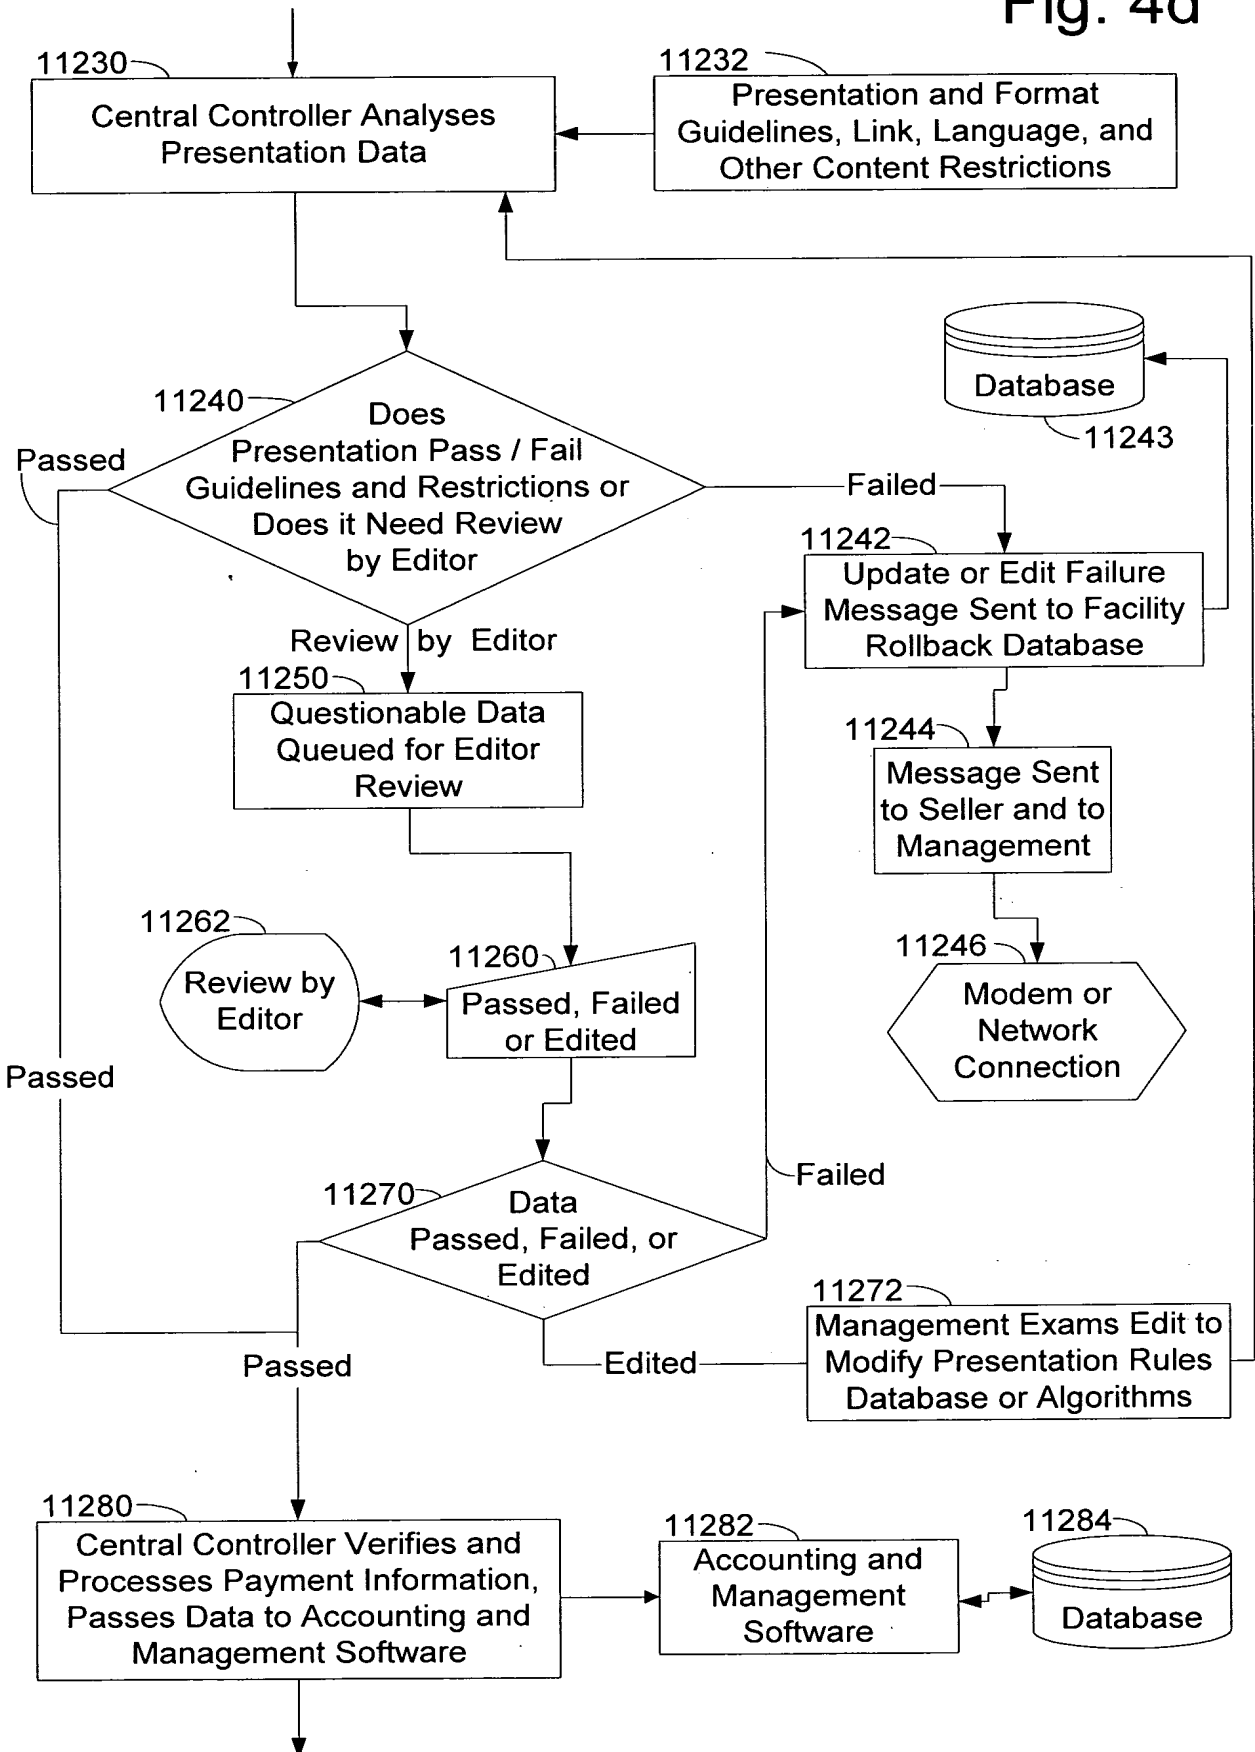 Fig. 4d
11230
Central Controller Analyses
Presentation Data
11232
Presentation and Format
Guidelines, Link, Language, and
Other Content Restrictions
11240
Does
Presentation Pass / Fail
Guidelines and Restrictions or
Does it Need Review
by Editor
Passed
Failed
Database
11243
11242
Update or Edit Failure
Message Sent to Facility
Rollback Database
Review by Editor
11250
Questionable Data
Queued for Editor
Review
11244
Message Sent
to Seller and to
Management
11262
Review by
Editor
11260
Passed, Failed
or Edited
11246
Modem or
Network
Connection
Passed
Failed
11270
Data
Passed, Failed, or
Edited
11272
Management Exams Edit to
Modify Presentation Rules
Database or Algorithms
Edited
Passed
11280
Central Controller Verifies and
Processes Payment Information,
Passes Data to Accounting and
Management Software
11282
Accounting and
Management
Software
11284
Database